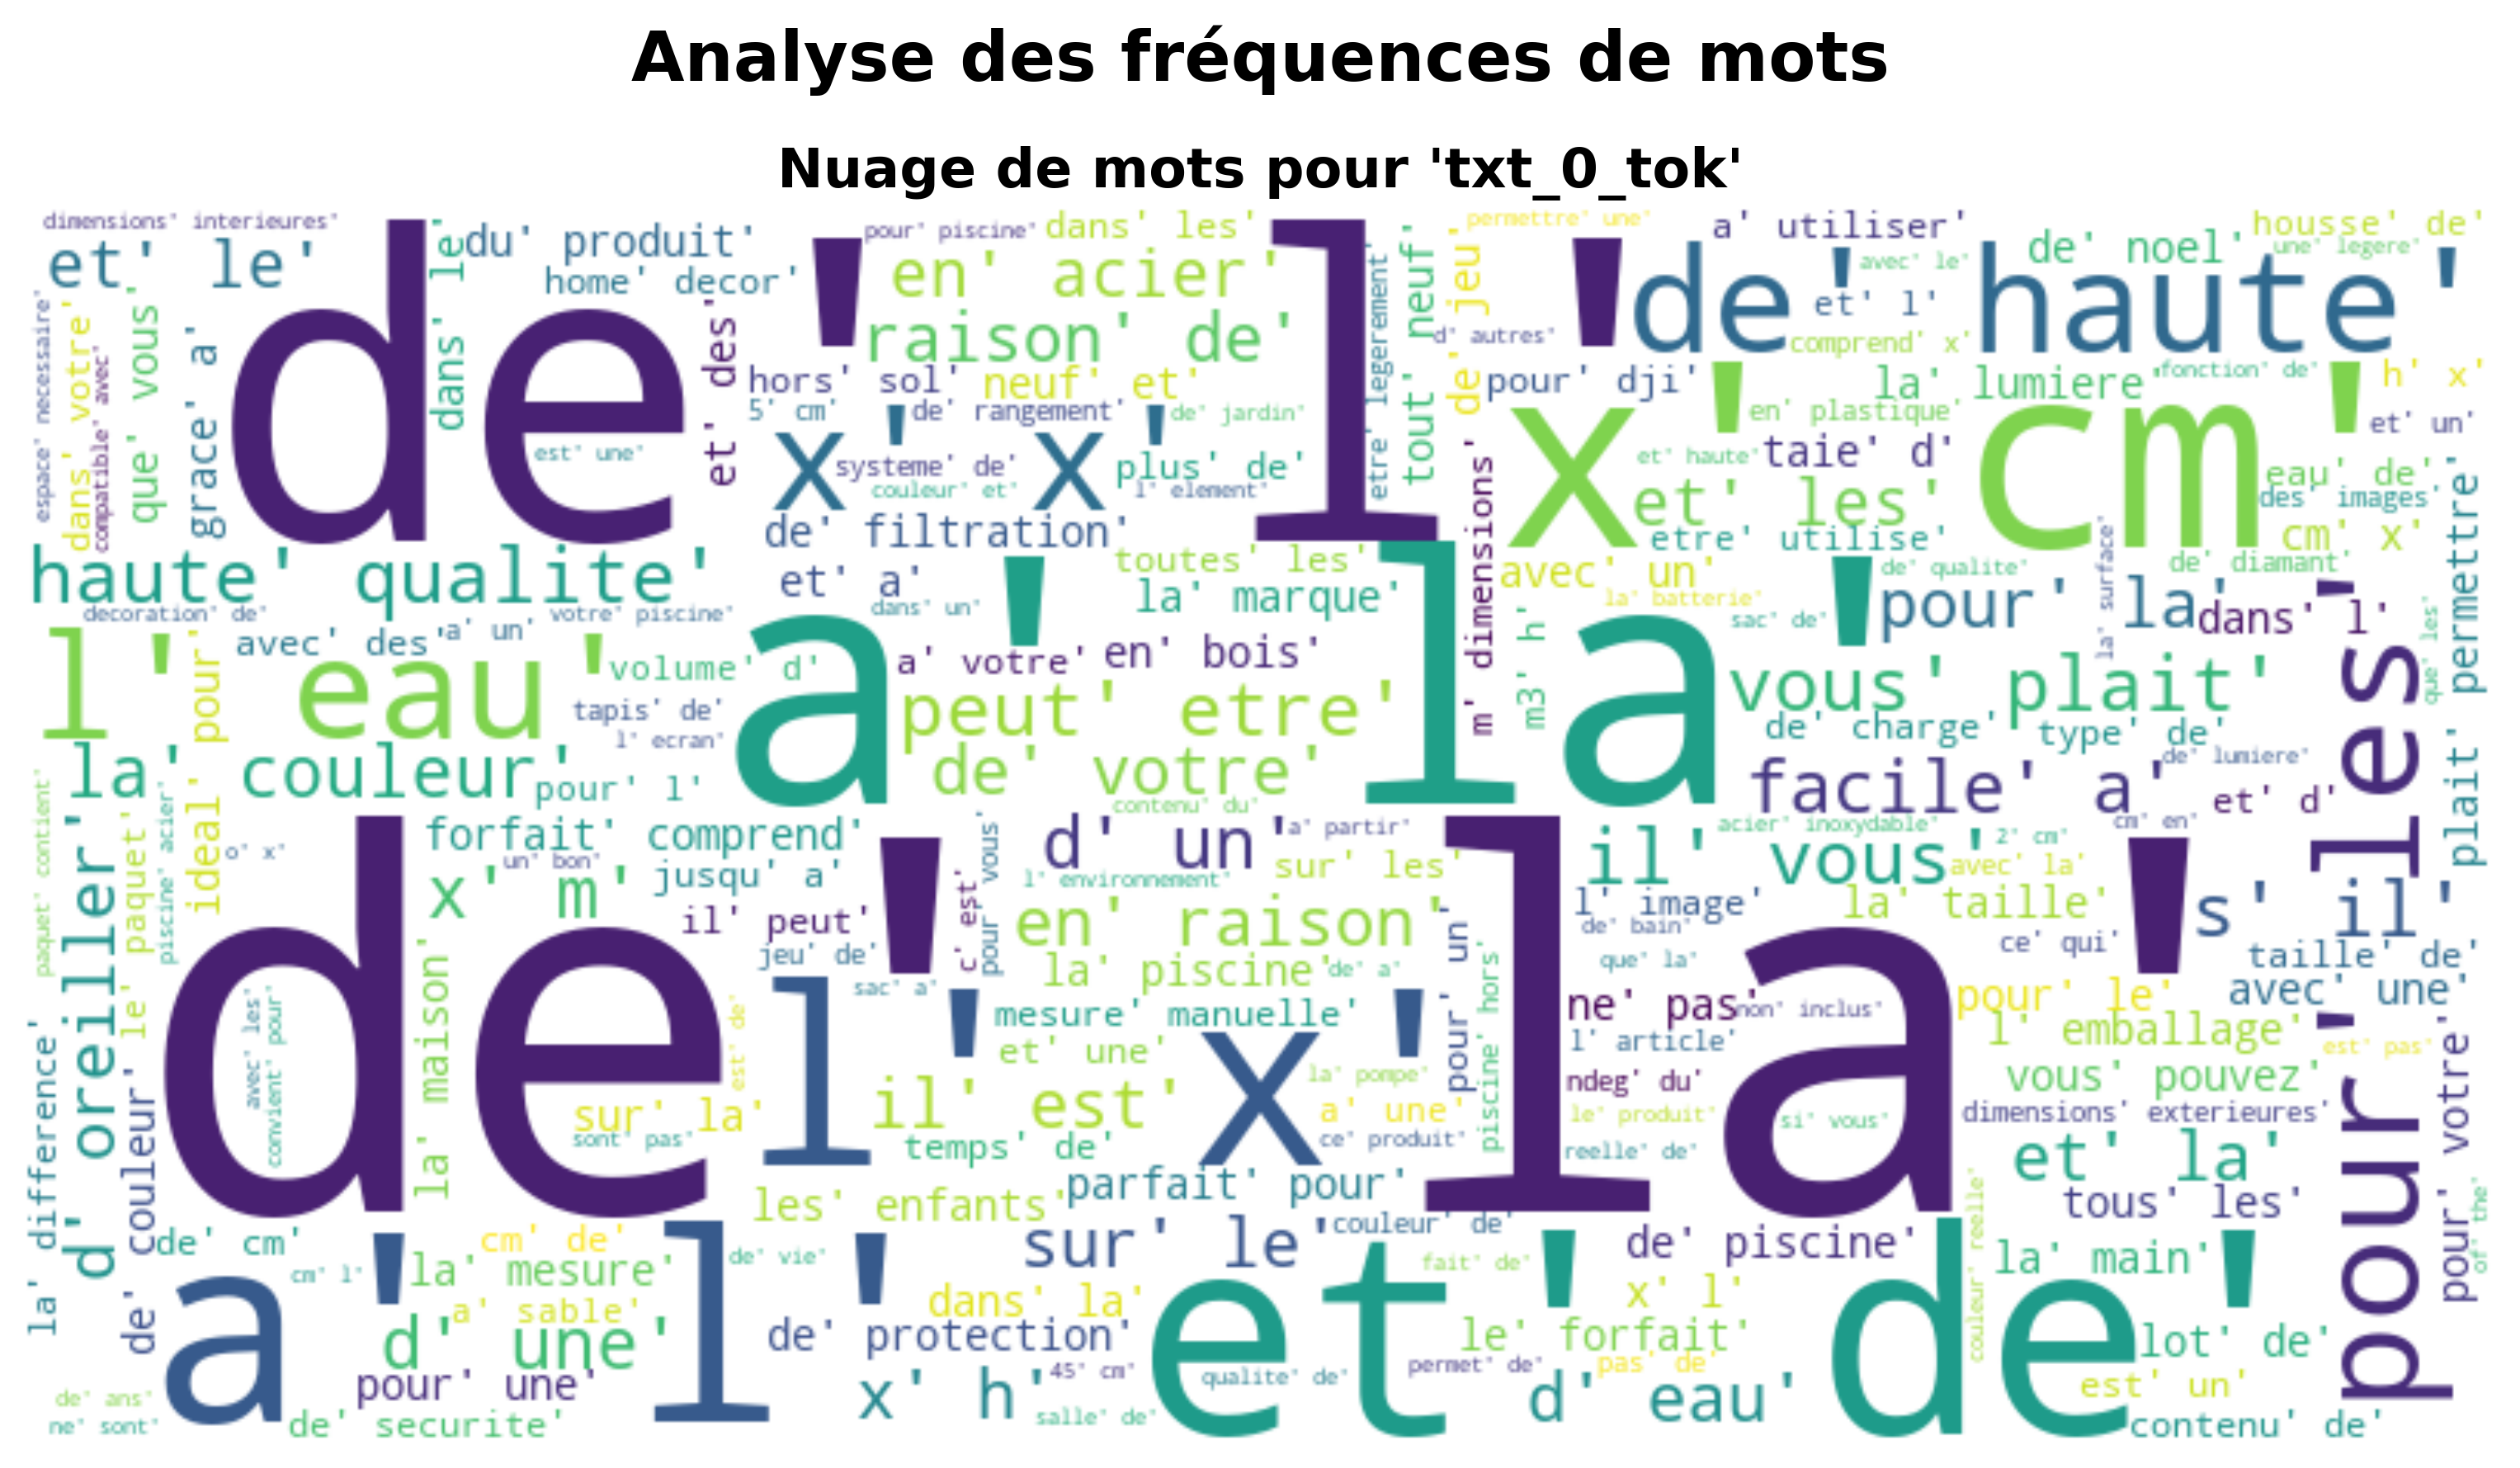 Analyse des fréquences de mots
Nuage de mots pour 'txt_0_tok'
dimensions' interieures'
et' le'
de' l'
dans' le'
du' produit'
home' decor'
pour' piscine'
dans' les'
en' acier'
raison' de'
permettre' une'
a' utiliser'
housse' de'
de' noel'
une' legere'
avec' le'
et' l'
de' haute'
d' autres'
comprend' x'
espace' necessaire'
dans' votre'
compatible' avec'
que' vous'
grace' a'
est' une'
et' des'
hors' sol'
neuf' et'
etre' legerement'
tout' neuf'
de' jeu'
pour' dji'
la' lumiere'
fonction' de'
h' x'
5' cm'
de' rangement'
de' jardin'
en' plastique'
et' un'
x' x'
systeme' de'
plus' de'
couleur' et'
l' element'
x' cm'
et' haute'
taie' d'
eau' de'
des' images'
et' les'
de' filtration'
etre' utilise'
cm' x'
haute' qualite'
et' a'
toutes' les'
avec' un'
de' qualite'
de' diamant'
decoration' de'
votre' piscine'
dans' un'
la' marque'
la' batterie'
m' dimensions'
m3' h'
la' surface'
pour' la'
dans' l'
avec' des'
a' un'
sac' de'
l' eau'
volume' d'
a' votre'
en' bois'
a' la'
que' les'
plait' permettre'
tapis' de'
l' ecran'
peut' etre'
vous' plait'
de' charge'
type' de'
la' couleur'
pour' l'
de' votre'
de' lumiere'
facile' a'
et' d'
contenu' du'
ideal' pour'
paquet' contient'
d' oreiller'
le' paquet'
piscine' acier'
o' x'
forfait' comprend'
un' bon'
d' un'
a' partir'
acier' inoxydable'
2' cm'
cm' en'
x' m'
jusqu' a'
c' est'
pour' vous'
l' environnement'
sur' les'
il' vous'
avec' la'
pour' les'
il' peut'
en' raison'
l' image'
la' taille'
s' il'
de' bain'
ce' qui'
jeu' de'
la' piscine'
de' a'
que' la'
taille' de'
de' la'
sac' a'
pour' un'
piscine' hors'
ne' pas'
non' inclus'
pour' le'
avec' une'
mesure' manuelle'
l' article'
l' emballage'
est' pas'
la' maison'
avec' les'
convient' pour'
est' de'
l' x'
et' une'
la' pompe'
ndeg' du'
vous' pouvez'
la' difference'
de' couleur'
sur' la'
il' est'
a' une'
le' produit'
si' vous'
dimensions' exterieures'
sont' pas'
temps' de'
ce' produit'
reelle' de'
et' la'
pour' votre'
les' enfants'
parfait' pour'
tous' les'
of' the'
de' cm'
cm' de'
de' vie'
sur' le'
couleur' de'
de' piscine'
couleur' reelle'
la' main'
cm' l'
la' mesure'
fait' de'
a' l'
a' sable'
dans' la'
x' l'
d' une'
de' protection'
et' de'
le' forfait'
lot' de'
pour' une'
45' cm'
qualite' de'
permet' de'
pas' de'
est' un'
de' ans'
x' h'
d' eau'
ne' sont'
de' securite'
salle' de'
contenu' de'